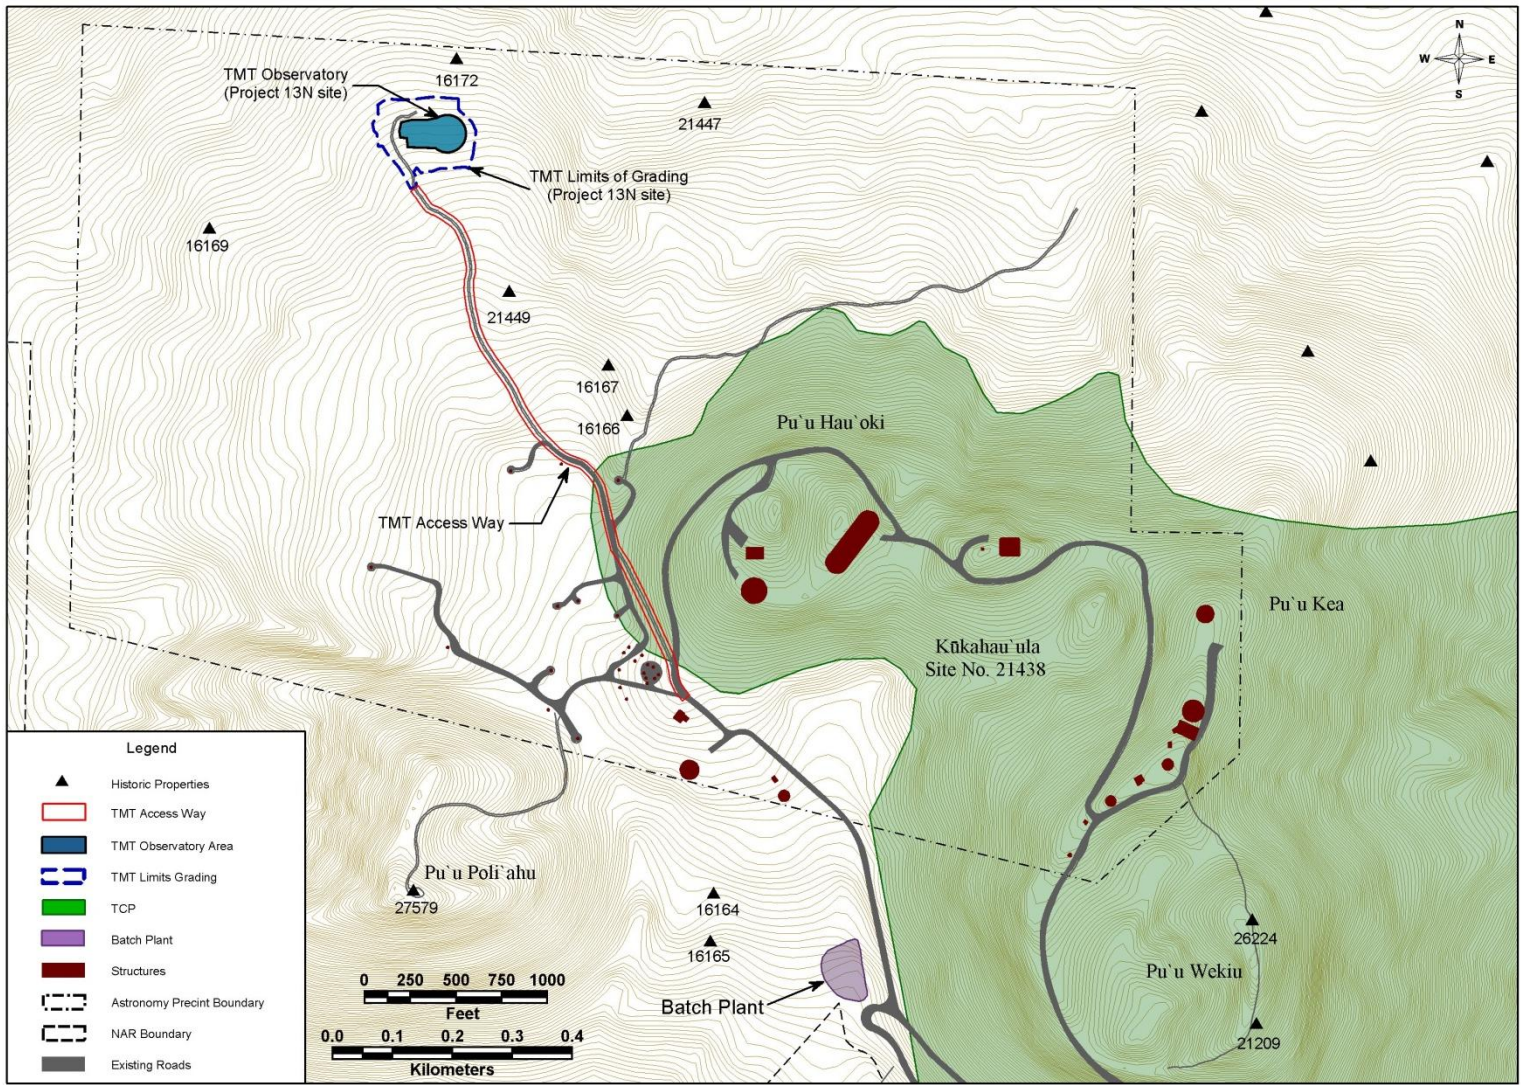 N
W E
S
TMT Observatory
(Project 13N site)
16172
21447
TMT Limits of Grading
(Project 13N site)
16169
21449
16167
16166
Pu`u Hau`oki
TMT Access Way
Pu`u Kea
Kūkahau`ula
Site No. 21438
Pu`u Poli`ahu
27579
16164
16165
26224
Pu`u Wekiu
21209
Batch Plant
Legend
Historic Properties
TMT Access Way
TMT Observatory Area
TMT Limits Grading
TCP
Batch Plant
Structures
Astronomy Precint Boundary
NAR Boundary
Existing Roads
0 250 500 750 1000
Feet
0.0 0.1 0.2 0.3 0.4
Kilometers